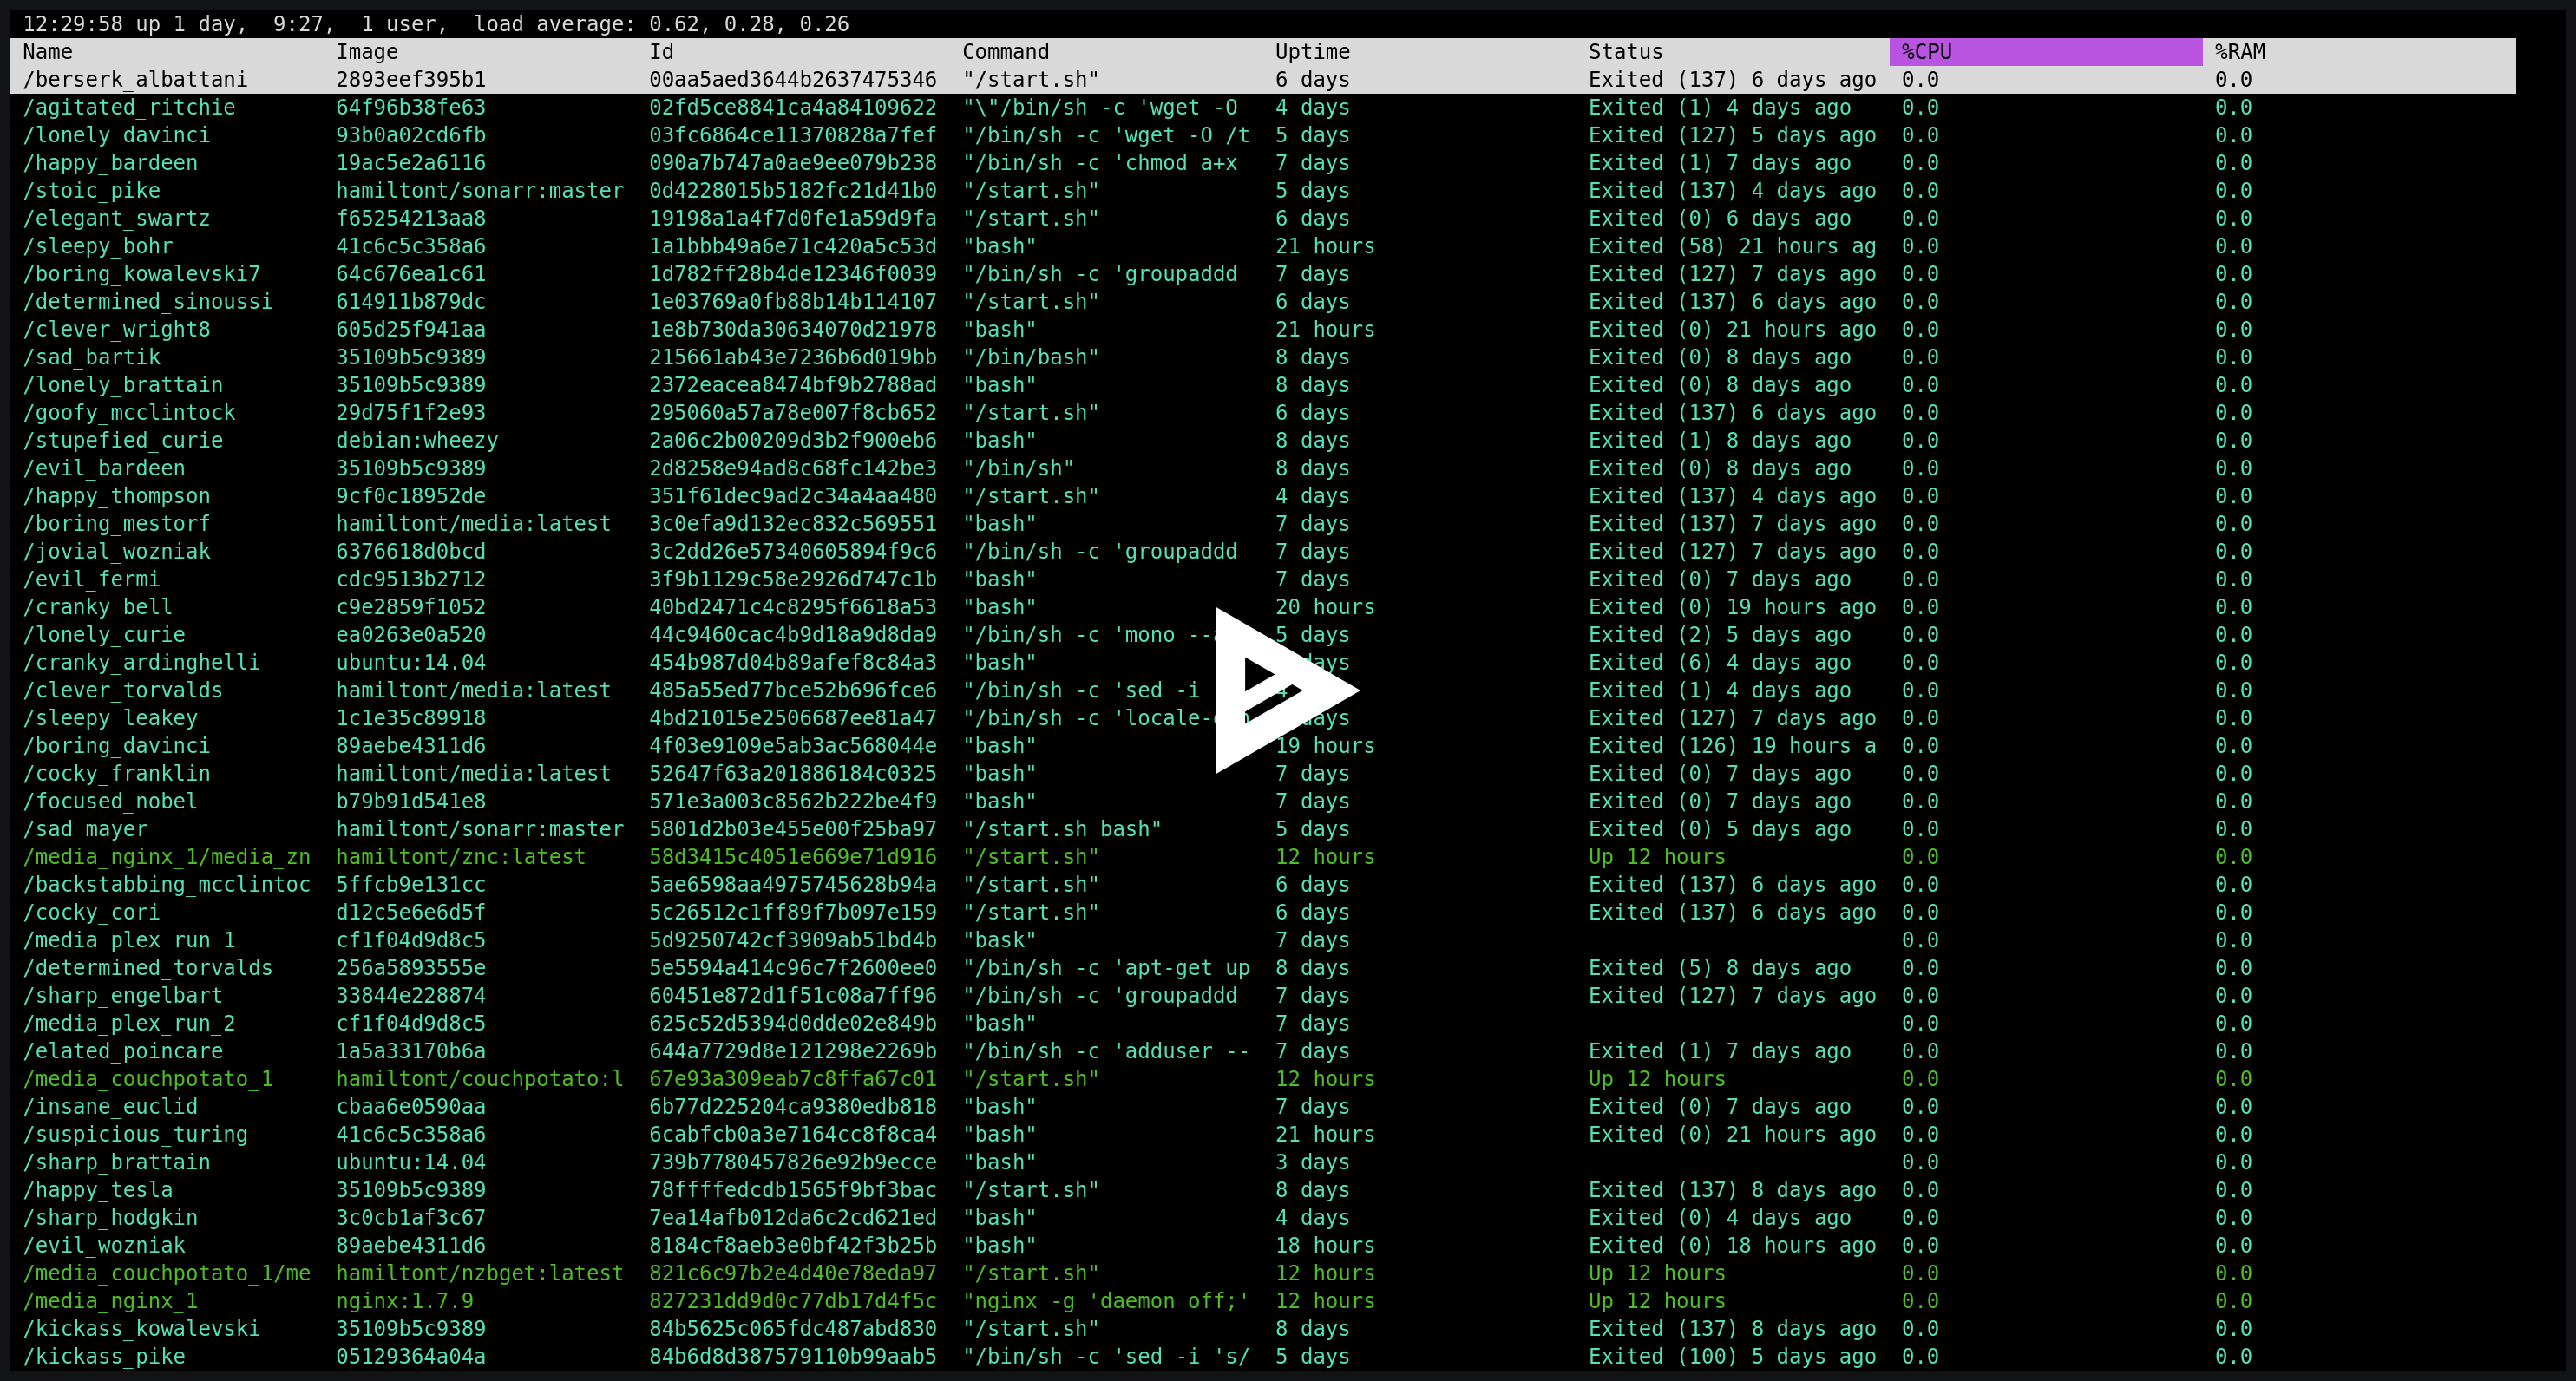 12:29:58 up 1 day,  9:27,  1 user,  load average: 0.62, 0.28, 0.26
Name Image Id Command Uptime Status %CPU %RAM
/berserk_albattani 2893eef395b1 00aa5aed3644b2637475346 "/start.sh" 6 days Exited (137) 6 days ago 0.0 0.0
/agitated_ritchie 64f96b38fe63 02fd5ce8841ca4a84109622 "\"/bin/sh -c 'wget -O 4 days Exited (1) 4 days ago 0.0 0.0
/lonely_davinci 93b0a02cd6fb 03fc6864ce11370828a7fef "/bin/sh -c 'wget -O /t 5 days Exited (127) 5 days ago 0.0 0.0
/happy_bardeen 19ac5e2a6116 090a7b747a0ae9ee079b238 "/bin/sh -c 'chmod a+x 7 days Exited (1) 7 days ago 0.0 0.0
/stoic_pike hamiltont/sonarr:master 0d4228015b5182fc21d41b0 "/start.sh" 5 days Exited (137) 4 days ago 0.0 0.0
/elegant_swartz f65254213aa8 19198a1a4f7d0fe1a59d9fa "/start.sh" 6 days Exited (0) 6 days ago 0.0 0.0
/sleepy_bohr 41c6c5c358a6 1a1bbb49a6e71c420a5c53d "bash" 21 hours Exited (58) 21 hours ag 0.0 0.0
/boring_kowalevski7 64c676ea1c61 1d782ff28b4de12346f0039 "/bin/sh -c 'groupaddd 7 days Exited (127) 7 days ago 0.0 0.0
/determined_sinoussi 614911b879dc 1e03769a0fb88b14b114107 "/start.sh" 6 days Exited (137) 6 days ago 0.0 0.0
/clever_wright8 605d25f941aa 1e8b730da30634070d21978 "bash" 21 hours Exited (0) 21 hours ago 0.0 0.0
/sad_bartik 35109b5c9389 215661ab43e7236b6d019bb "/bin/bash" 8 days Exited (0) 8 days ago 0.0 0.0
/lonely_brattain 35109b5c9389 2372eacea8474bf9b2788ad "bash" 8 days Exited (0) 8 days ago 0.0 0.0
/goofy_mcclintock 29d75f1f2e93 295060a57a78e007f8cb652 "/start.sh" 6 days Exited (137) 6 days ago 0.0 0.0
/stupefied_curie debian:wheezy 2a06c2b00209d3b2f900eb6 "bash" 8 days Exited (1) 8 days ago 0.0 0.0
/evil_bardeen 35109b5c9389 2d8258e94ad8c68fc142be3 "/bin/sh" 8 days Exited (0) 8 days ago 0.0 0.0
/happy_thompson 9cf0c18952de 351f61dec9ad2c34a4aa480 "/start.sh" 4 days Exited (137) 4 days ago 0.0 0.0
/boring_mestorf hamiltont/media:latest 3c0efa9d132ec832c569551 "bash" 7 days Exited (137) 7 days ago 0.0 0.0
/jovial_wozniak 6376618d0bcd 3c2dd26e57340605894f9c6 "/bin/sh -c 'groupaddd 7 days Exited (127) 7 days ago 0.0 0.0
/evil_fermi cdc9513b2712 3f9b1129c58e2926d747c1b "bash" 7 days Exited (0) 7 days ago 0.0 0.0
/cranky_bell c9e2859f1052 40bd2471c4c8295f6618a53 "bash" 20 hours Exited (0) 19 hours ago 0.0 0.0
/lonely_curie ea0263e0a520 44c9460cac4b9d18a9d8da9 "/bin/sh -c 'mono 5 days Exited (2) 5 days ago 0.0 0.0
/cranky_ardinghelli ubuntu:14.04 454b987d04b89afef8c84a3 "bash" Exited (6) 4 days ago 0.0 0.0
/clever_torvalds hamiltont/media:latest 485a55ed77bce52b696fce6 "/bin/sh -c 'sed -i Exited (1) 4 days ago 0.0 0.0
/sleepy_leakey 1c1e35c89918 4bd21015e2506687ee81a47 "/bin/sh -c Exited (127) 7 days ago 0.0 0.0
/boring_davinci 89aebe4311d6 4f03e9109e5ab3ac568044e "bash" 19 hours Exited (126) 19 hours a 0.0 0.0
/cocky_franklin hamiltont/media:latest 52647f63a201886184c0325 "bash" 7 days Exited (0) 7 days ago 0.0 0.0
/focused_nobel b79b91d541e8 571e3a003c8562b222be4f9 "bash" 7 days Exited (0) 7 days ago 0.0 0.0
/sad_mayer hamiltont/sonarr:master 5801d2b03e455e00f25ba97 "/start.sh bash" 5 days Exited (0) 5 days ago 0.0 0.0
/media_nginx_1/media_zn hamiltont/znc:latest 58d3415c4051e669e71d916 "/start.sh" 12 hours Up 12 hours 0.0 0.0
/backstabbing_mcclintoc 5ffcb9e131cc 5ae6598aa4975745628b94a "/start.sh" 6 days Exited (137) 6 days ago 0.0 0.0
/cocky_cori d12c5e6e6d5f 5c26512c1ff89f7b097e159 "/start.sh" 6 days Exited (137) 6 days ago 0.0 0.0
/media_plex_run_1 cf1f04d9d8c5 5d9250742cf3909ab51bd4b "bask" 7 days 0.0 0.0
/determined_torvalds 256a5893555e 5e5594a414c96c7f2600ee0 "/bin/sh -c 'apt-get up 8 days Exited (5) 8 days ago 0.0 0.0
/sharp_engelbart 33844e228874 60451e872d1f51c08a7ff96 "/bin/sh -c 'groupaddd 7 days Exited (127) 7 days ago 0.0 0.0
/media_plex_run_2 cf1f04d9d8c5 625c52d5394d0dde02e849b "bash" 7 days 0.0 0.0
/elated_poincare 1a5a33170b6a 644a7729d8e121298e2269b "/bin/sh -c 'adduser -- 7 days Exited (1) 7 days ago 0.0 0.0
/media_couchpotato_1 hamiltont/couchpotato:l 67e93a309eab7c8ffa67c01 "/start.sh" 12 hours Up 12 hours 0.0 0.0
/insane_euclid cbaa6e0590aa 6b77d225204ca9380edb818 "bash" 7 days Exited (0) 7 days ago 0.0 0.0
/suspicious_turing 41c6c5c358a6 6cabfcb0a3e7164cc8f8ca4 "bash" 21 hours Exited (0) 21 hours ago 0.0 0.0
/sharp_brattain ubuntu:14.04 739b7780457826e92b9ecce "bash" 3 days 0.0 0.0
/happy_tesla 35109b5c9389 78ffffedcdb1565f9bf3bac "/start.sh" 8 days Exited (137) 8 days ago 0.0 0.0
/sharp_hodgkin 3c0cb1af3c67 7ea14afb012da6c2cd621ed "bash" 4 days Exited (0) 4 days ago 0.0 0.0
/evil_wozniak 89aebe4311d6 8184cf8aeb3e0bf42f3b25b "bash" 18 hours Exited (0) 18 hours ago 0.0 0.0
/media_couchpotato_1/me hamiltont/nzbget:latest 821c6c97b2e4d40e78eda97 "/start.sh" 12 hours Up 12 hours 0.0 0.0
/media_nginx_1 nginx:1.7.9 827231dd9d0c77db17d4f5c "nginx -g 'daemon off;' 12 hours Up 12 hours 0.0 0.0
/kickass_kowalevski 35109b5c9389 84b5625c065fdc487abd830 "/start.sh" 8 days Exited (137) 8 days ago 0.0 0.0
/kickass_pike 05129364a04a 84b6d8d387579110b99aab5 "/bin/sh -c 'sed -i 's/ 5 days Exited (100) 5 days ago 0.0 0.0